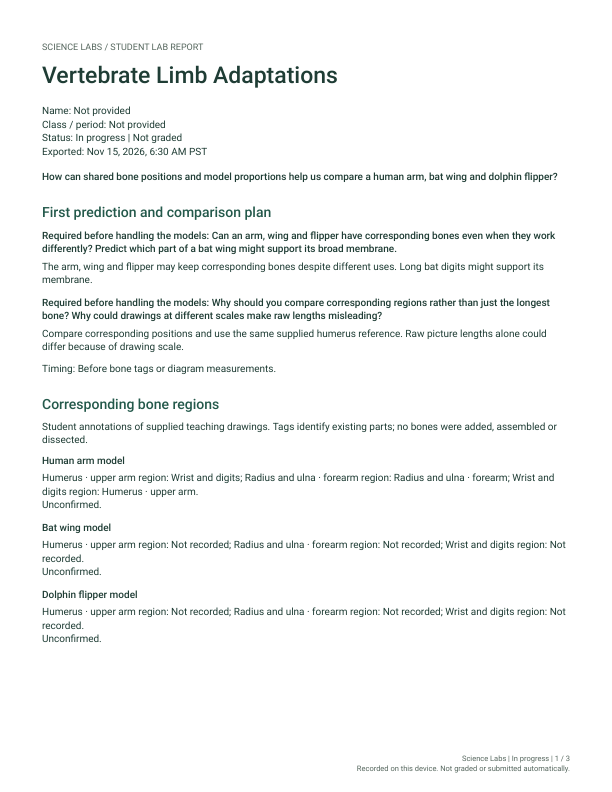 SCIENCE LABS / STUDENT LAB REPORT
Vertebrate Limb Adaptations
Name: Not provided
Class / period: Not provided
Status: In progress | Not graded
Exported: Nov 15, 2026, 6:30 AM PST
How can shared bone positions and model proportions help us compare a human arm, bat wing and dolphin flipper?
First prediction and comparison plan
Required before handling the models: Can an arm, wing and flipper have corresponding bones even when they work
differently? Predict which part of a bat wing might support its broad membrane.
The arm, wing and flipper may keep corresponding bones despite different uses. Long bat digits might support its
membrane.
Required before handling the models: Why should you compare corresponding regions rather than just the longest
bone? Why could drawings at different scales make raw lengths misleading?
Compare corresponding positions and use the same supplied humerus reference. Raw picture lengths alone could
differ because of drawing scale.
Timing: Before bone tags or diagram measurements.
Corresponding bone regions
Student annotations of supplied teaching drawings. Tags identify existing parts; no bones were added, assembled or
dissected.
Human arm model
Humerus · upper arm region: Wrist and digits; Radius and ulna · forearm region: Radius and ulna · forearm; Wrist and
digits region: Humerus · upper arm.
Unconfirmed.
Bat wing model
Humerus · upper arm region: Not recorded; Radius and ulna · forearm region: Not recorded; Wrist and digits region: Not
recorded.
Unconfirmed.
Dolphin flipper model
Humerus · upper arm region: Not recorded; Radius and ulna · forearm region: Not recorded; Wrist and digits region: Not
recorded.
Unconfirmed.
Science Labs | In progress | 1 / 3
Recorded on this device. Not graded or submitted automatically.